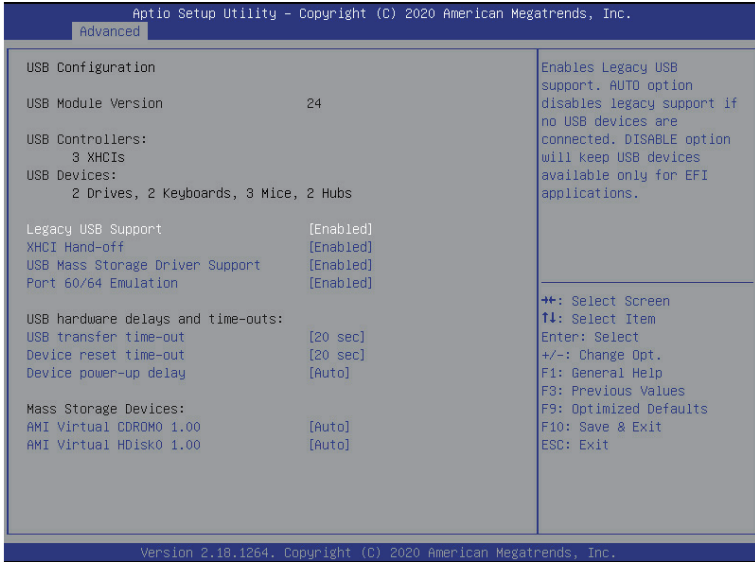 Aptio Setup Utility – Copyright (C) 2020 American Megatrends, Inc.
Advanced
USB Configuration
USB Module Version 24
USB Controllers:
3 XHCIs
USB Devices:
2 Drives, 2 Keyboards, 3 Mice, 2 Hubs
Legacy USB Support [Enabled]
XHCI Hand-off [Enabled]
USB Mass Storage Driver Support [Enabled]
Port 60/64 Emulation [Enabled]
USB hardware delays and time-outs:
USB transfer time-out [20 sec]
Device reset time-out [20 sec]
Device power-up delay [Auto]
Mass Storage Devices:
AMI Virtual CDROM0 1.00 [Auto]
AMI Virtual HDisk0 1.00 [Auto]
Enables Legacy USB
support. AUTO option
disables legacy support if
no USB devices are
connected. DISABLE option
will keep USB devices
available only for EFI
applications.
→←: Select Screen
↑↓: Select Item
Enter: Select
+/-: Change Opt.
F1: General Help
F3: Previous Values
F9: Optimized Defaults
F10: Save & Exit
ESC: Exit
Version 2.18.1264. Copyright (C) 2020 American Megatrends, Inc.